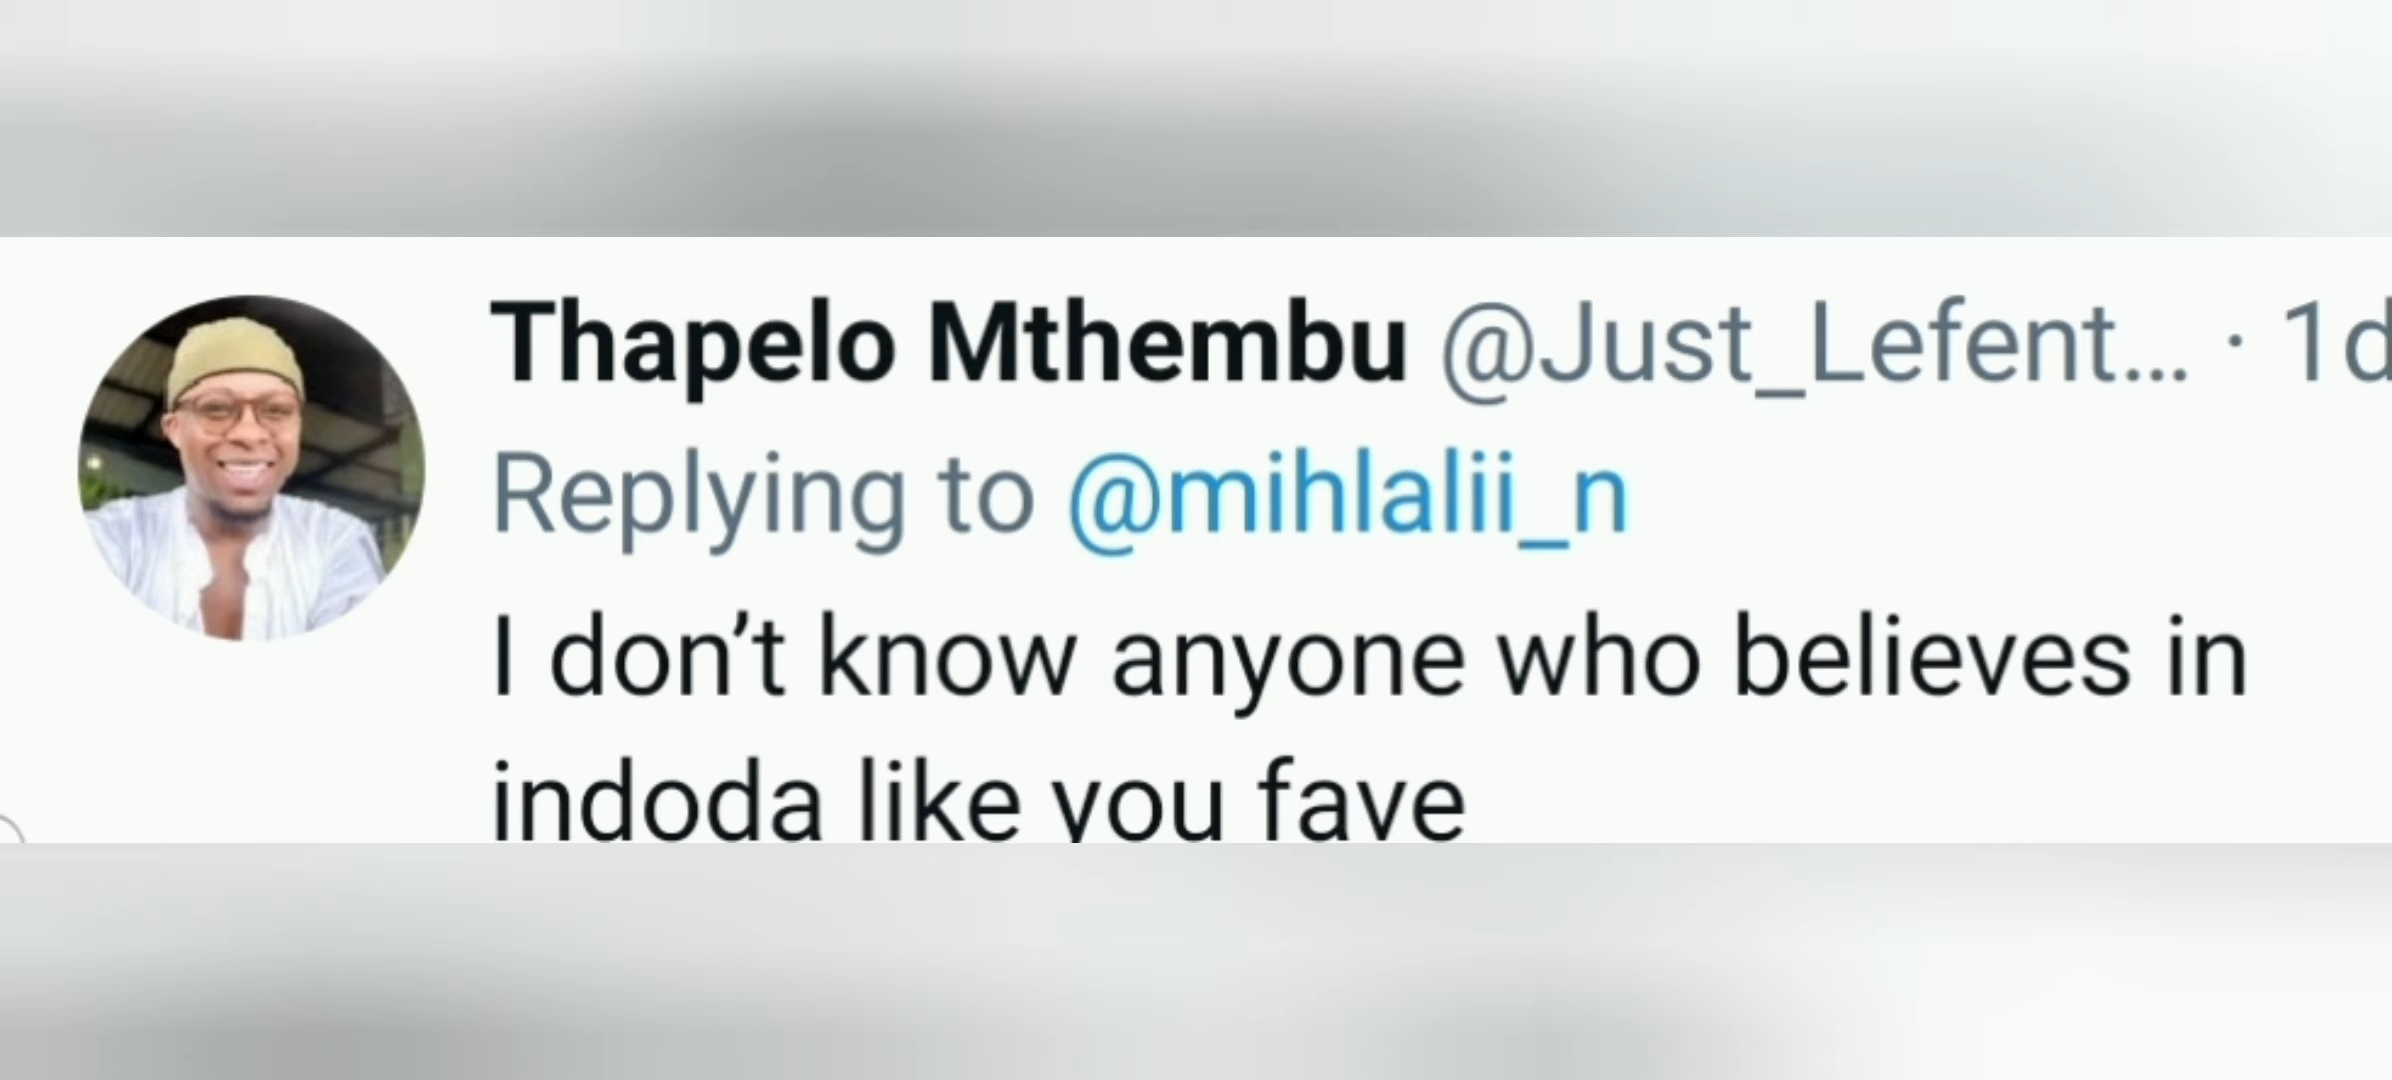 Thapelo Mthembu @Just_Lefent... · 1d
Replying to @mihlalii_n
I don’t know anyone who believes in
indoda like you fave